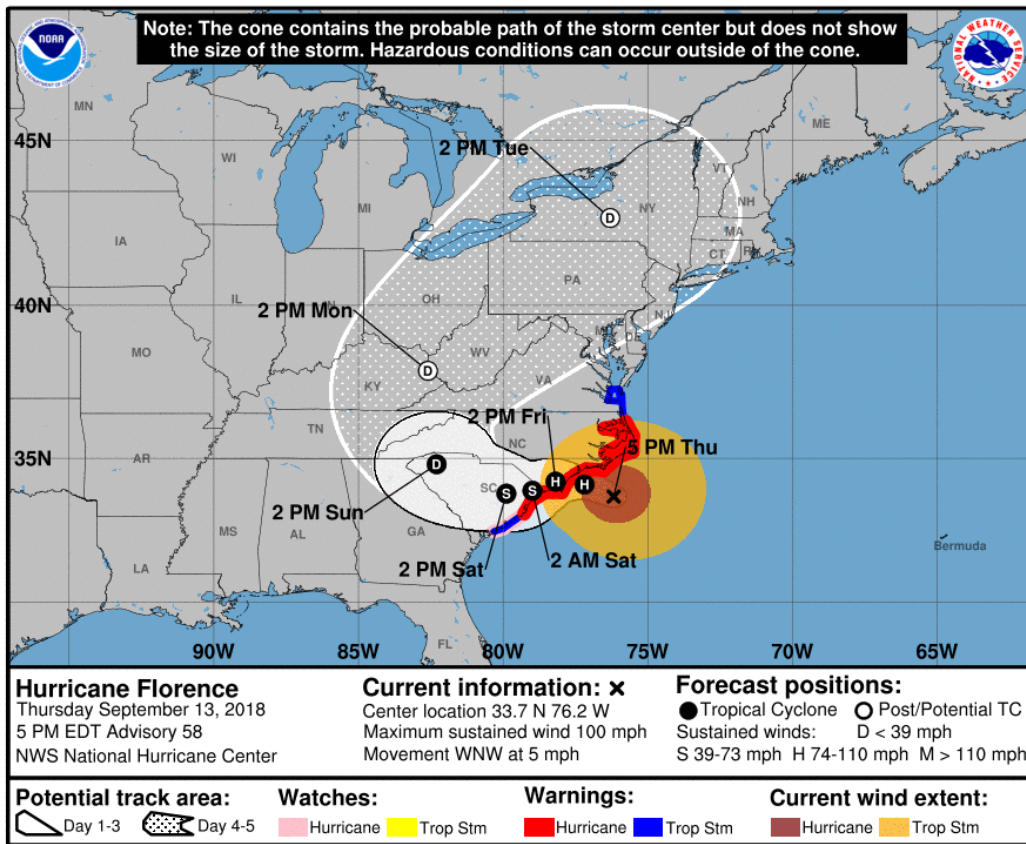 Note: The cone contains the probable path of the storm center but does not show
the size of the storm. Hazardous conditions can occur outside of the cone.
NOAA
NATIONAL WEATHER SERVICE
MN
ME
45N
2 PM Tue
WI
VT
D
NY
NH
MI
MA
CT
IA
PA
40N
IL
OH
NJ
2 PM Mon
DE
MO
WV
D
KY
VA
2 PM Fri
TN
NC
5 PM Thu
35N
AR
D
H
H
S
S
SC
2 PM Sun
MS
AL
GA
Bermuda
2 PM Sat
2 AM Sat
LA
FL
90W
85W
80W
75W
70W
65W
Hurricane Florence
Thursday September 13, 2018
5 PM EDT Advisory 58
NWS National Hurricane Center
Current information: ×
Center location 33.7 N 76.2 W
Maximum sustained wind 100 mph
Movement WNW at 5 mph
Forecast positions:
Tropical Cyclone Post/Potential TC
Sustained winds: D < 39 mph
S 39-73 mph H 74-110 mph M > 110 mph
Potential track area:
Day 1-3 Day 4-5
Watches:
Hurricane Trop Stm
Warnings:
Hurricane Trop Stm
Current wind extent:
Hurricane Trop Stm